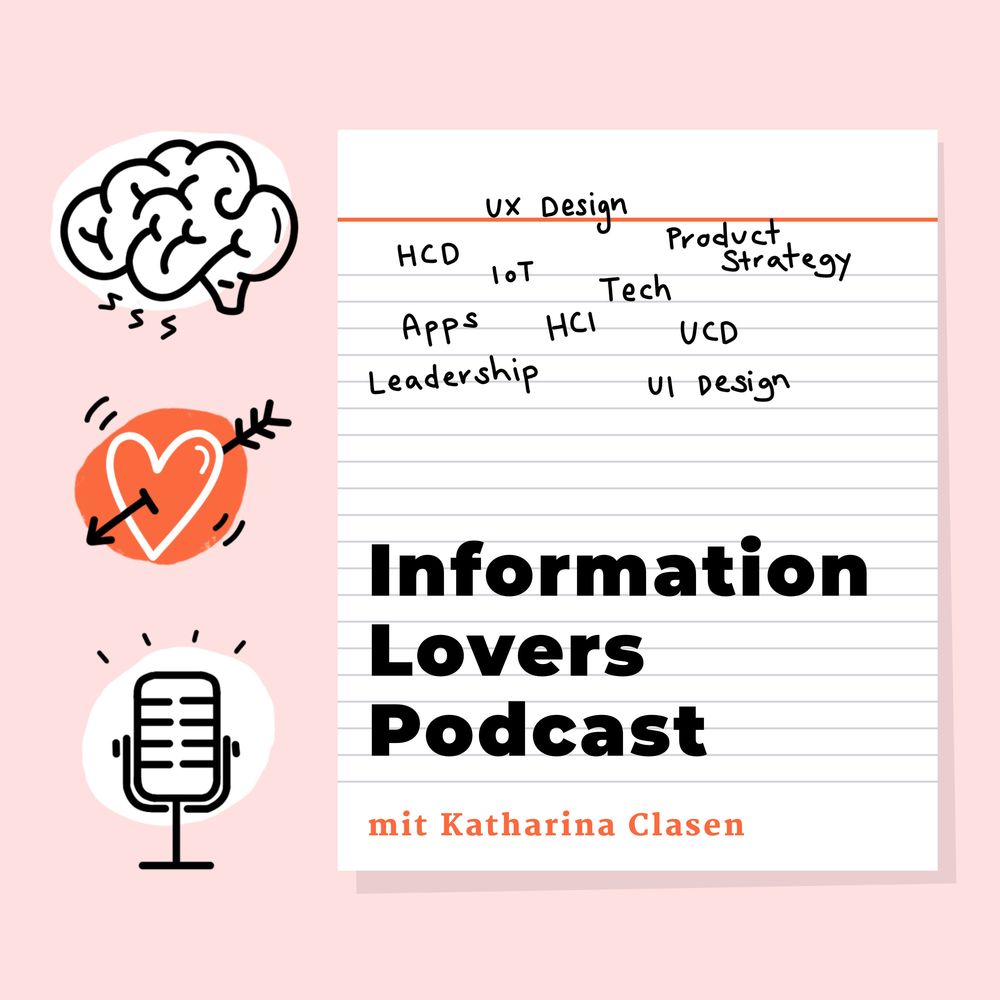 UX Design
HCD
IoT
Tech
Product
Strategy
Apps
HCI
UCD
Leadership
UI Design
Information
Lovers
Podcast
mit Katharina Clasen